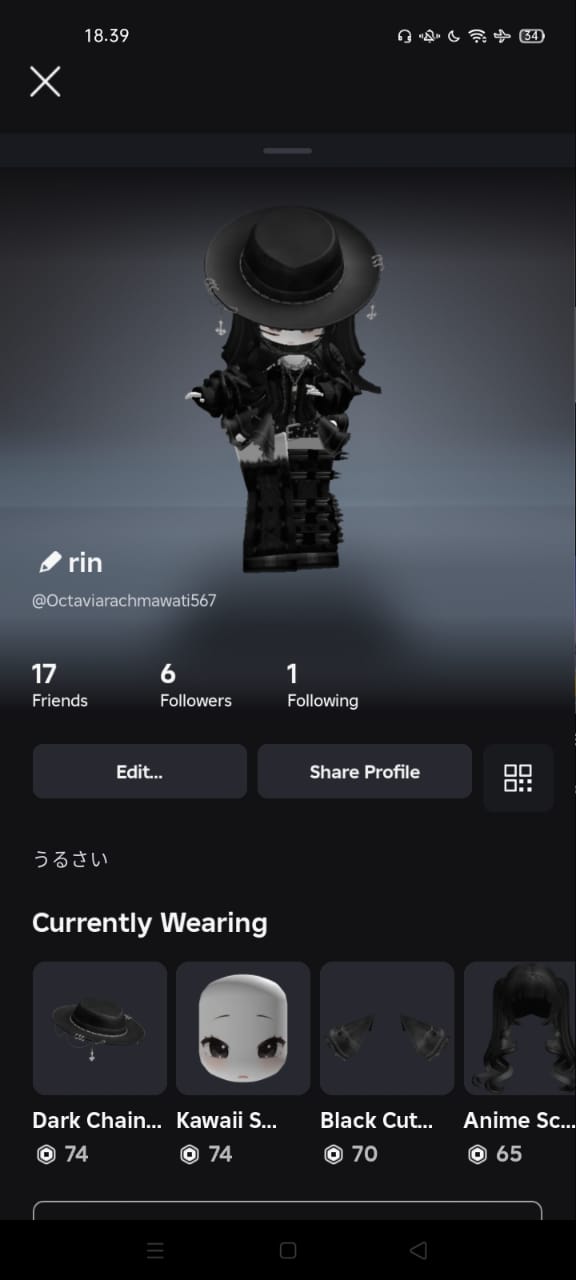 18.39
34
rin
@Octaviarachmawati567
17 6 1
Friends Followers Following
Edit... Share Profile
うるさい
Currently Wearing
Dark Chain... Kawaii S... Black Cut... Anime Sc...
74 74 70 65